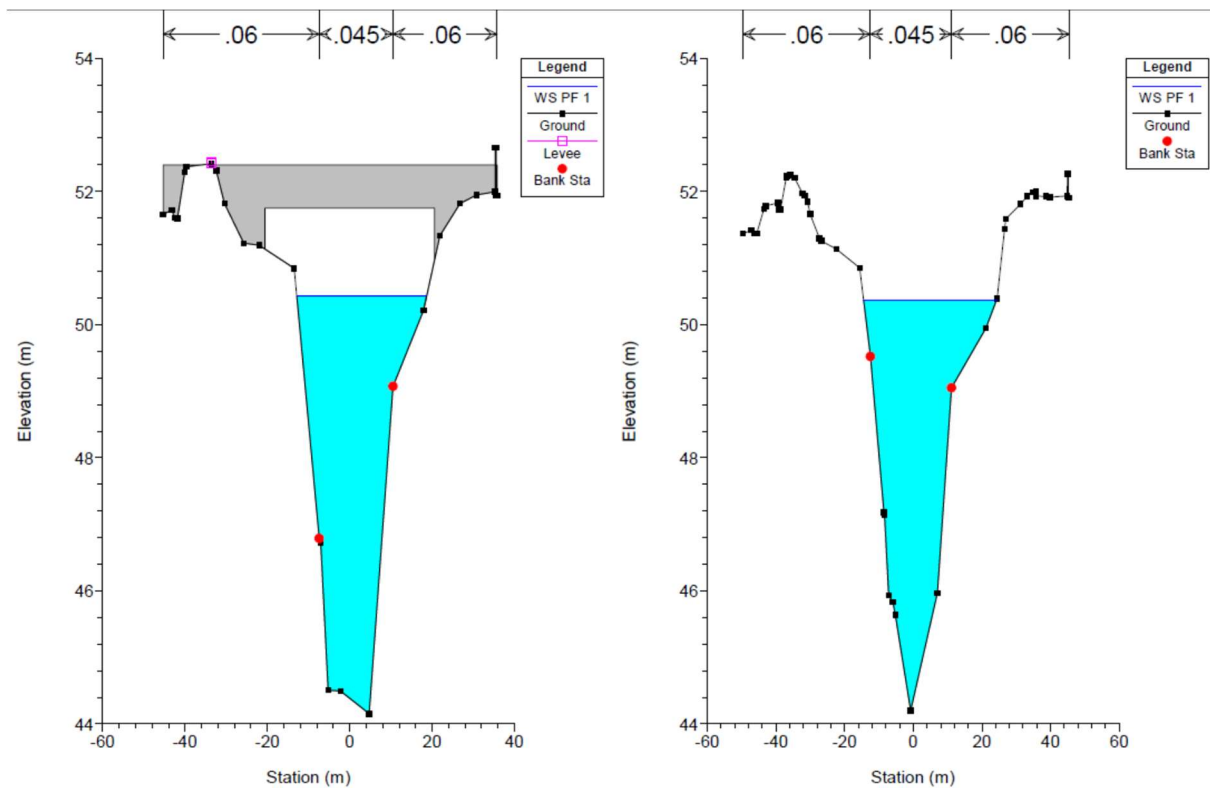 .06 .045 .06
54
52
50
48
46
44
Elevation (m)
-60 -40 -20 0 20 40
Station (m)
Legend
WS PF 1
Ground
Levee
Bank Sta
.06 .045 .06
54
52
50
48
46
44
Elevation (m)
-60 -40 -20 0 20 40 60
Station (m)
Legend
WS PF 1
Ground
Bank Sta